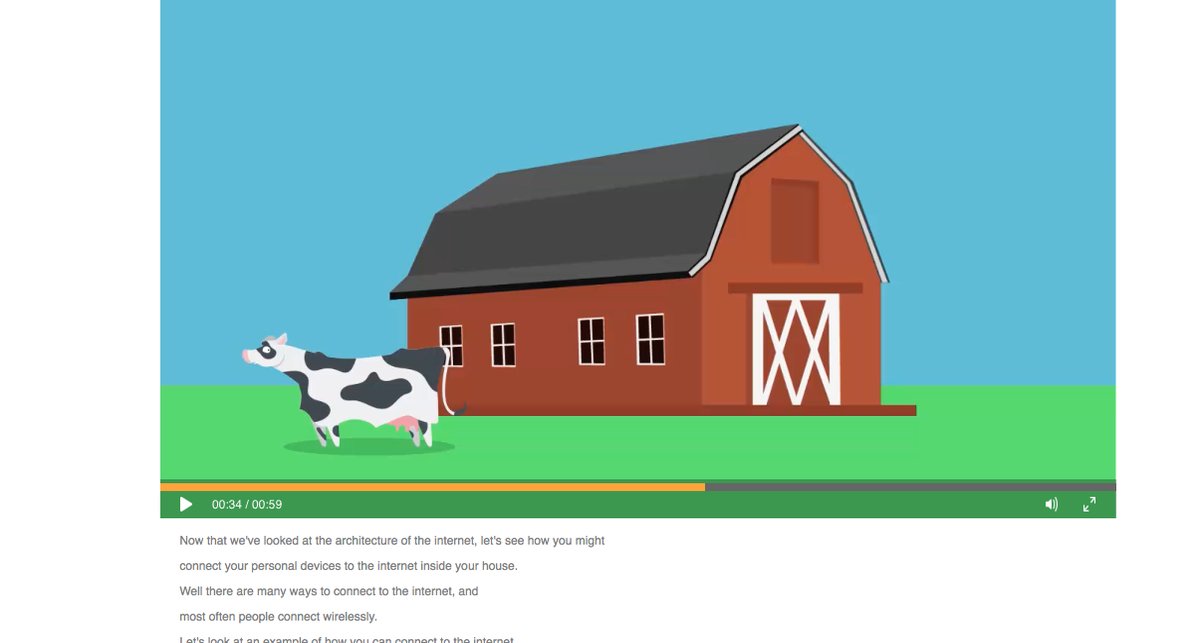 00:34 / 00:59
Now that we've looked at the architecture of the internet, let's see how you might
connect your personal devices to the internet inside your house.
Well there are many ways to connect to the internet, and
most often people connect wirelessly.
Let's look at an example of how you can connect to the internet